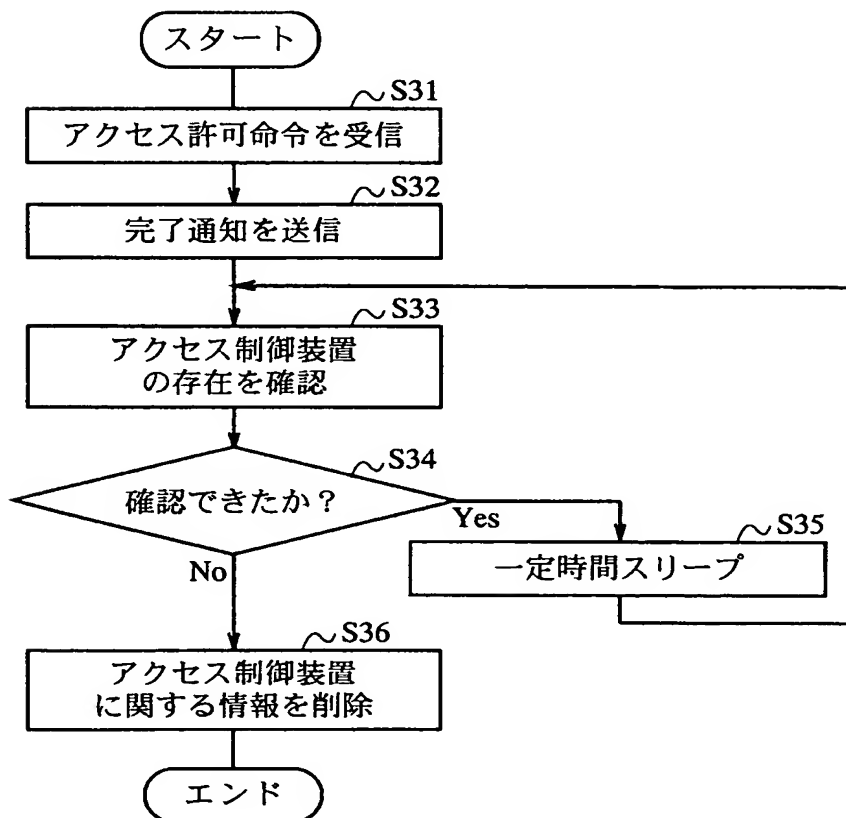 スタート
S31
アクセス許可命令を受信
S32
完了通知を送信
S33
アクセス制御装置
の存在を確認
S34
確認できたか？
Yes
S35
一定時間スリープ
No
S36
アクセス制御装置
に関する情報を削除
エンド